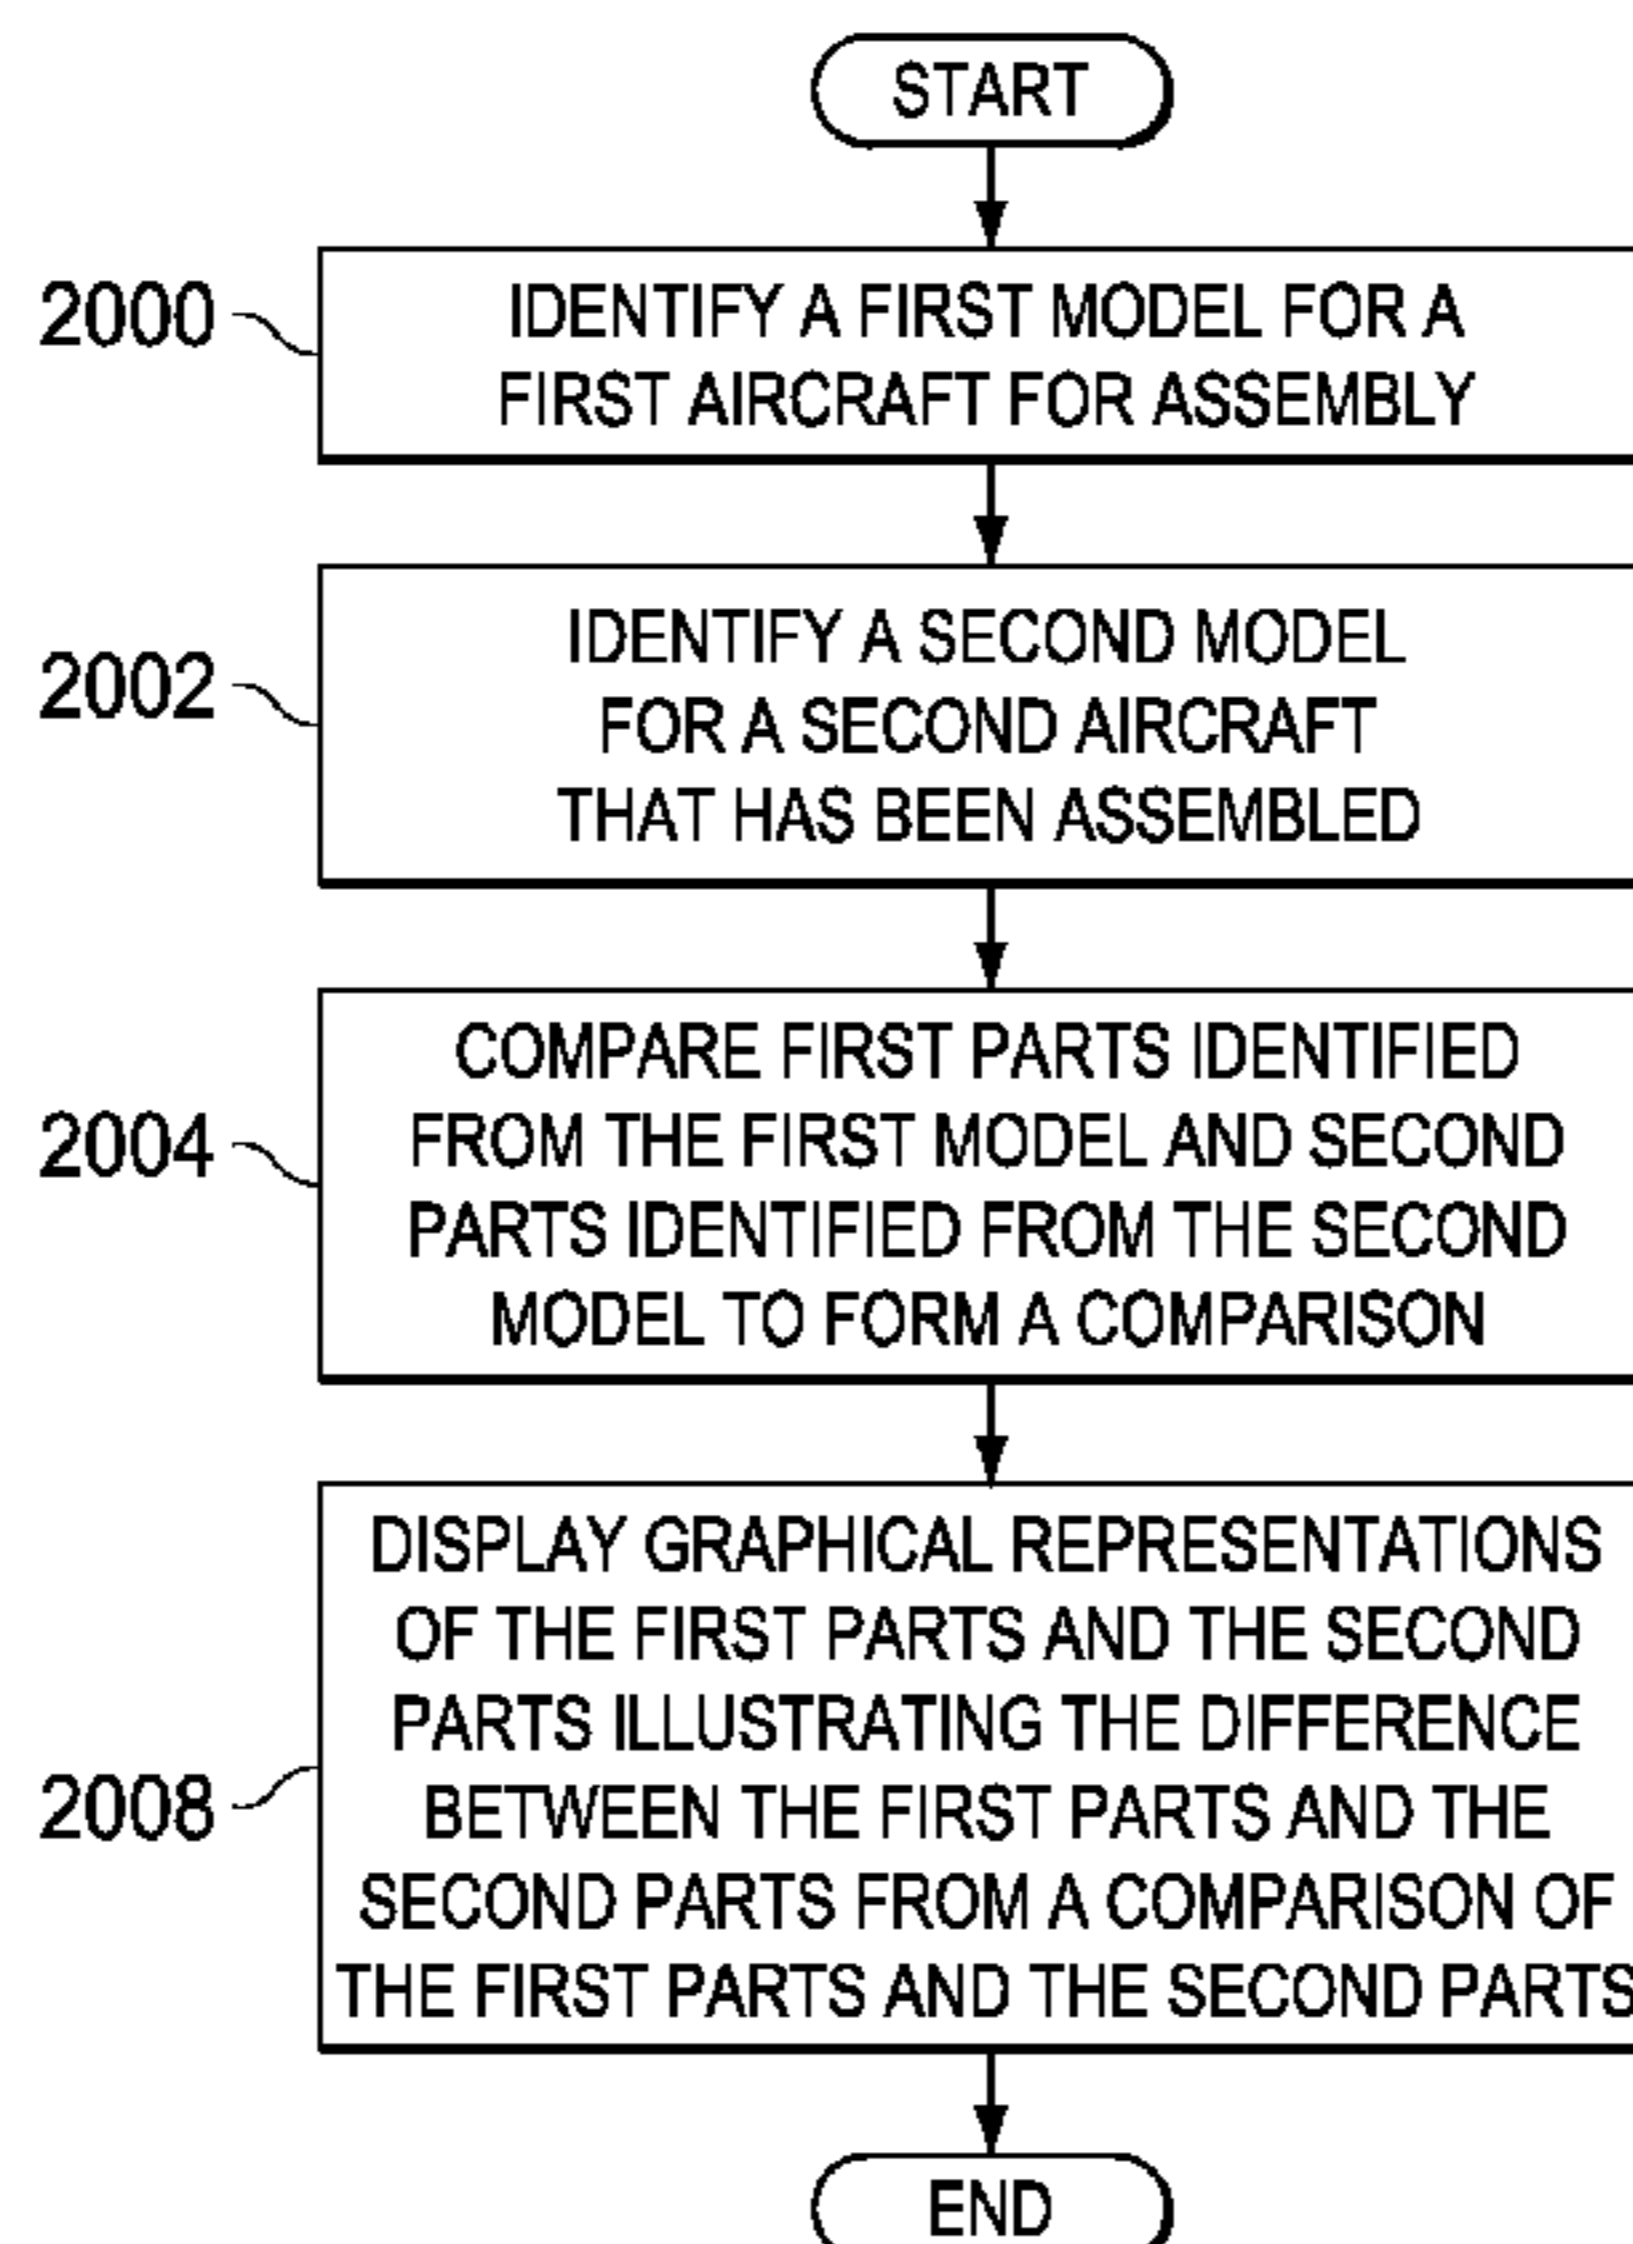 START
2000
IDENTIFY A FIRST MODEL FOR A
FIRST AIRCRAFT FOR ASSEMBLY
2002
IDENTIFY A SECOND MODEL
FOR A SECOND AIRCRAFT
THAT HAS BEEN ASSEMBLED
2004
COMPARE FIRST PARTS IDENTIFIED
FROM THE FIRST MODEL AND SECOND
PARTS IDENTIFIED FROM THE SECOND
MODEL TO FORM A COMPARISON
2008
DISPLAY GRAPHICAL REPRESENTATIONS
OF THE FIRST PARTS AND THE SECOND
PARTS ILLUSTRATING THE DIFFERENCE
BETWEEN THE FIRST PARTS AND THE
SECOND PARTS FROM A COMPARISON OF
THE FIRST PARTS AND THE SECOND PARTS
END